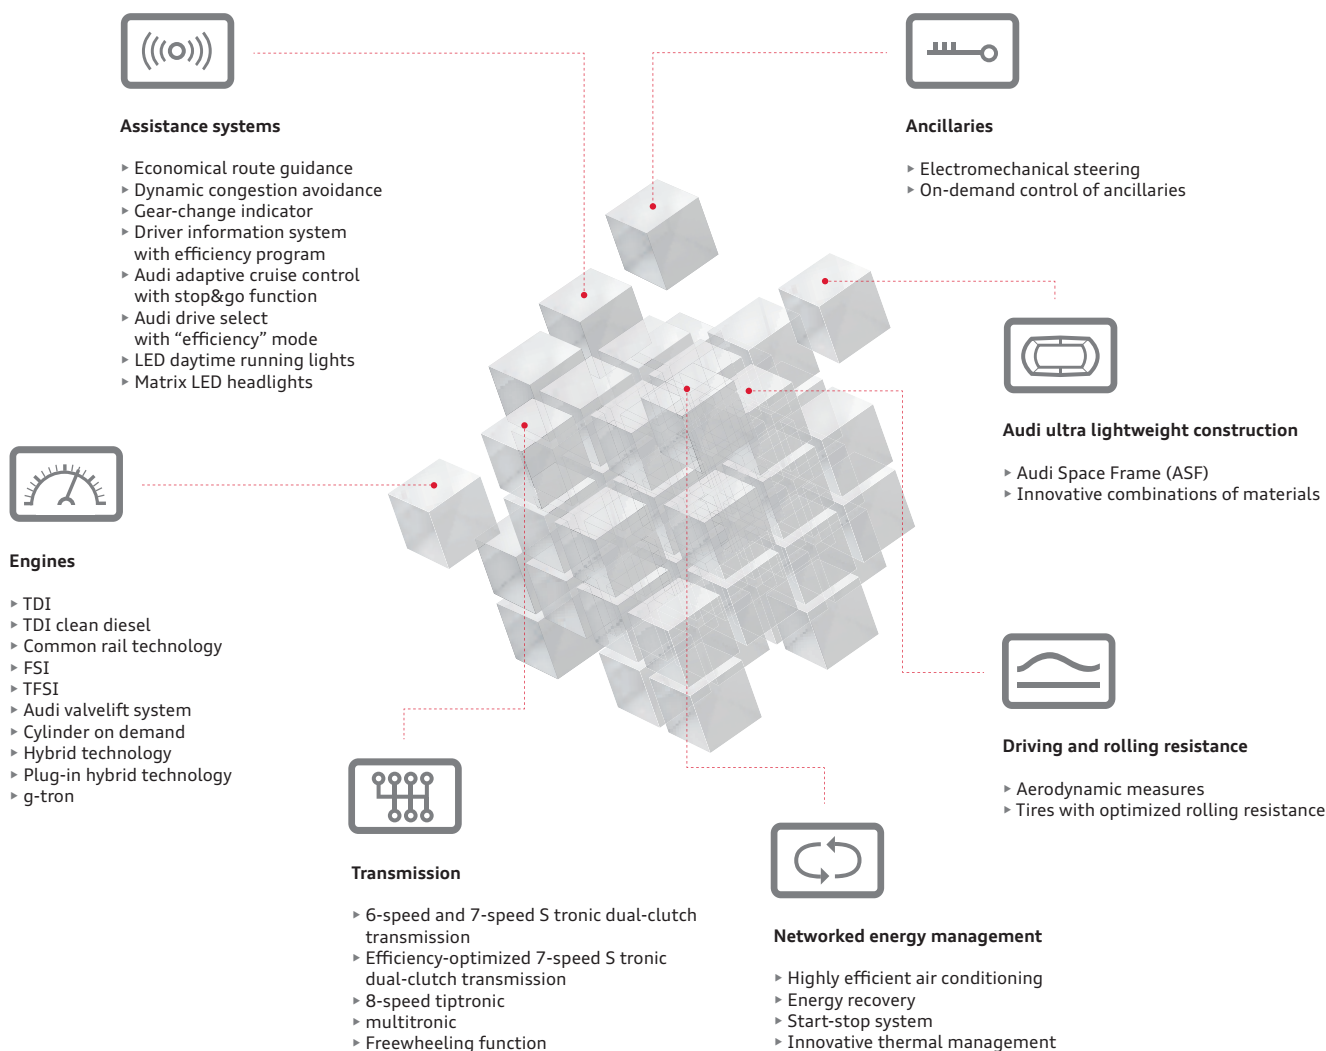 Assistance systems
▸ Economical route guidance
▸ Dynamic congestion avoidance
▸ Gear-change indicator
▸ Driver information system
with efficiency program
▸ Audi adaptive cruise control
with stop&go function
▸ Audi drive select
with “efficiency” mode
▸ LED daytime running lights
▸ Matrix LED headlights
Ancillaries
▸ Electromechanical steering
▸ On-demand control of ancillaries
Audi ultra lightweight construction
▸ Audi Space Frame (ASF)
▸ Innovative combinations of materials
Engines
▸ TDI
▸ TDI clean diesel
▸ Common rail technology
▸ FSI
▸ TFSI
▸ Audi valvelift system
▸ Cylinder on demand
▸ Hybrid technology
▸ Plug-in hybrid technology
▸ g-tron
Driving and rolling resistance
▸ Aerodynamic measures
▸ Tires with optimized rolling resistance
Transmission
▸ 6-speed and 7-speed S tronic dual-clutch
transmission
▸ Efficiency-optimized 7-speed S tronic
dual-clutch transmission
▸ 8-speed tiptronic
▸ multitronic
▸ Freewheeling function
Networked energy management
▸ Highly efficient air conditioning
▸ Energy recovery
▸ Start-stop system
▸ Innovative thermal management